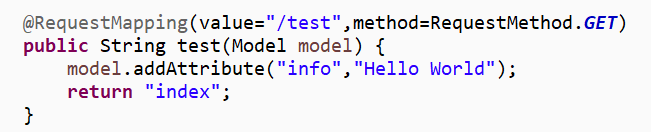 @RequestMapping(value="/test",method=RequestMethod.GET)
public String test(Model model) {
    model.addAttribute("info","Hello World");
    return "index";
}